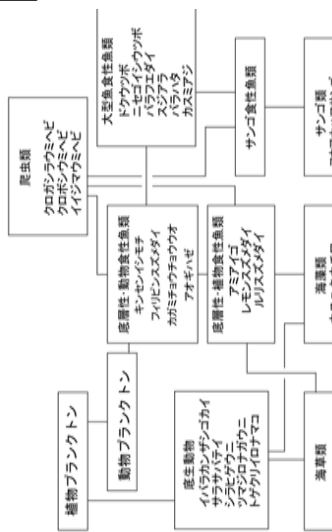 爬虫類
クロガシラウミヘビ
クロボシウミヘビ
イイジマウミヘビ
大型魚食性魚類
ドクウツボ
ニセゴイシウツボ
バラフエダイ
スジアラ
バラハタ
カスミアジ
植物プランクトン
動物プランクトン
底層性・動物食性魚類
キンセンイシモチ
フィリピンスズメダイ
カガミチョウチョウウオ
アオギハゼ
底層性・植物食性魚類
アミアイゴ
レモンスズメダイ
ルリスズメダイ
サンゴ食性魚類
底生動物
イバラカンザシゴカイ
サラサバテイ
シラヒゲウニ
ツマジロナガウニ
トゲクリイロナマコ
海草類
海藻類
サンゴ類